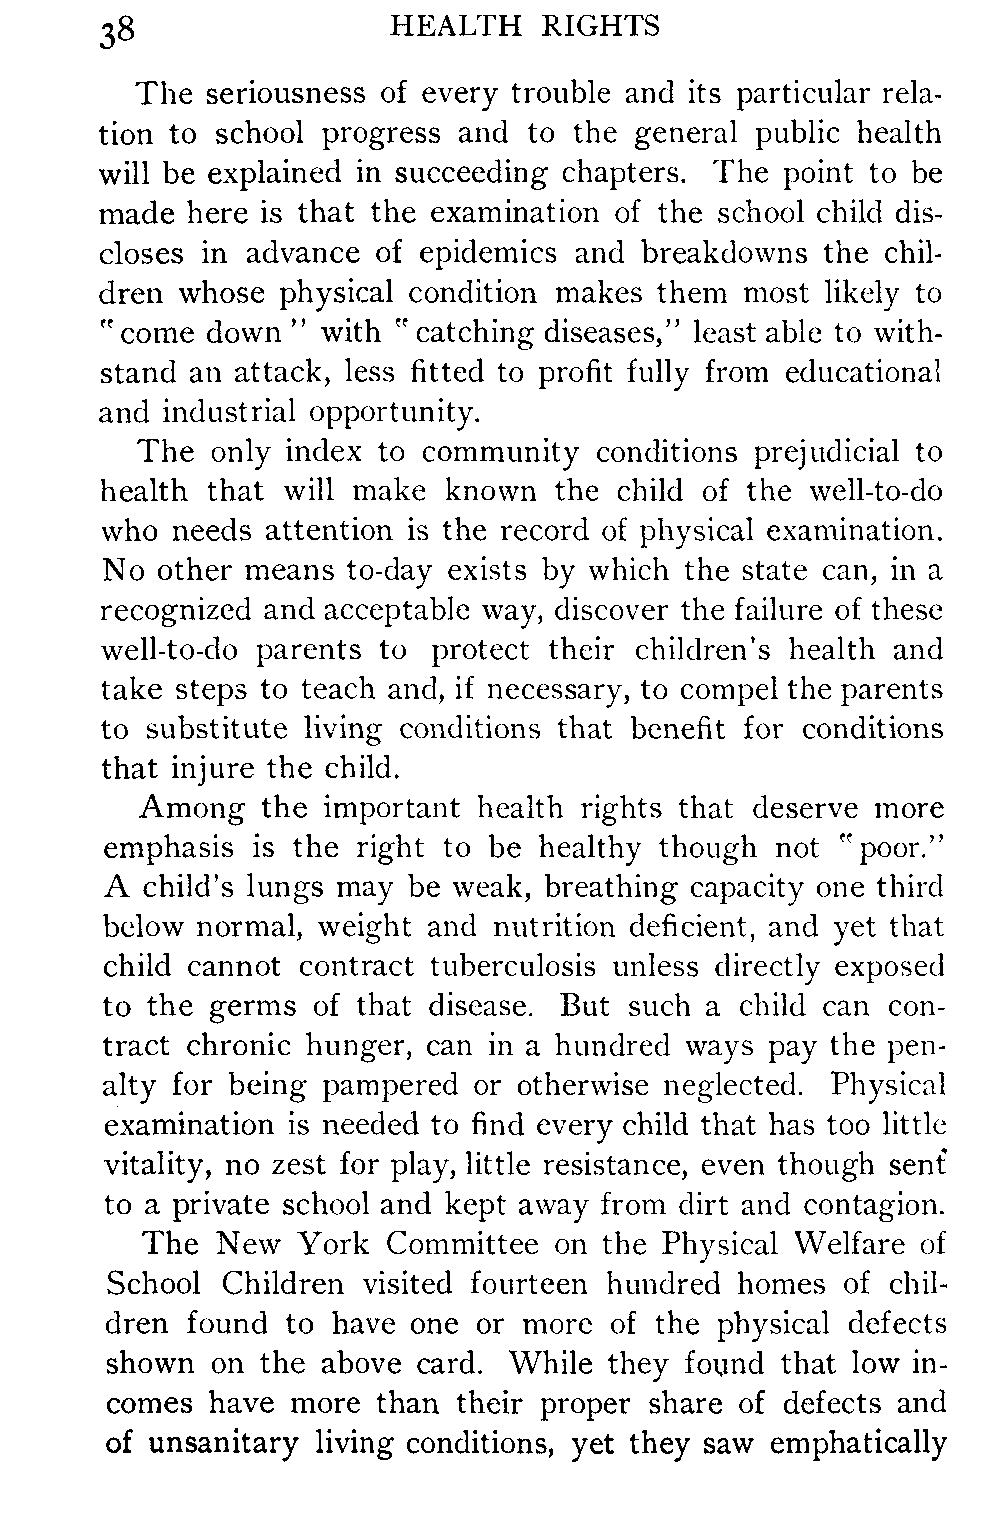 38 HEALTH RIGHTS
The seriousness of every trouble and its particular rela-
tion to school progress and to the general public health
will be explained in succeeding chapters. The point to be
made here is that the examination of the school child dis-
closes in advance of epidemics and breakdowns the chil-
dren whose physical condition makes them most likely to
"come down" with "catching diseases," least able to with-
stand an attack, less fitted to profit fully from educational
and industrial opportunity.
The only index to community conditions prejudicial to
health that will make known the child of the well-to-do
who needs attention is the record of physical examination.
No other means to-day exists by which the state can, in a
recognized and acceptable way, discover the failure of these
well-to-do parents to protect their children's health and
take steps to teach and, if necessary, to compel the parents
to substitute living conditions that benefit for conditions
that injure the child.
Among the important health rights that deserve more
emphasis is the right to be healthy though not "poor."
A child's lungs may be weak, breathing capacity one third
below normal, weight and nutrition deficient, and yet that
child cannot contract tuberculosis unless directly exposed
to the germs of that disease. But such a child can con-
tract chronic hunger, can in a hundred ways pay the pen-
alty for being pampered or otherwise neglected. Physical
examination is needed to find every child that has too little
vitality, no zest for play, little resistance, even though sent
to a private school and kept away from dirt and contagion.
The New York Committee on the Physical Welfare of
School Children visited fourteen hundred homes of chil-
dren found to have one or more of the physical defects
shown on the above card. While they found that low in-
comes have more than their proper share of defects and
of unsanitary living conditions, yet they saw emphatically